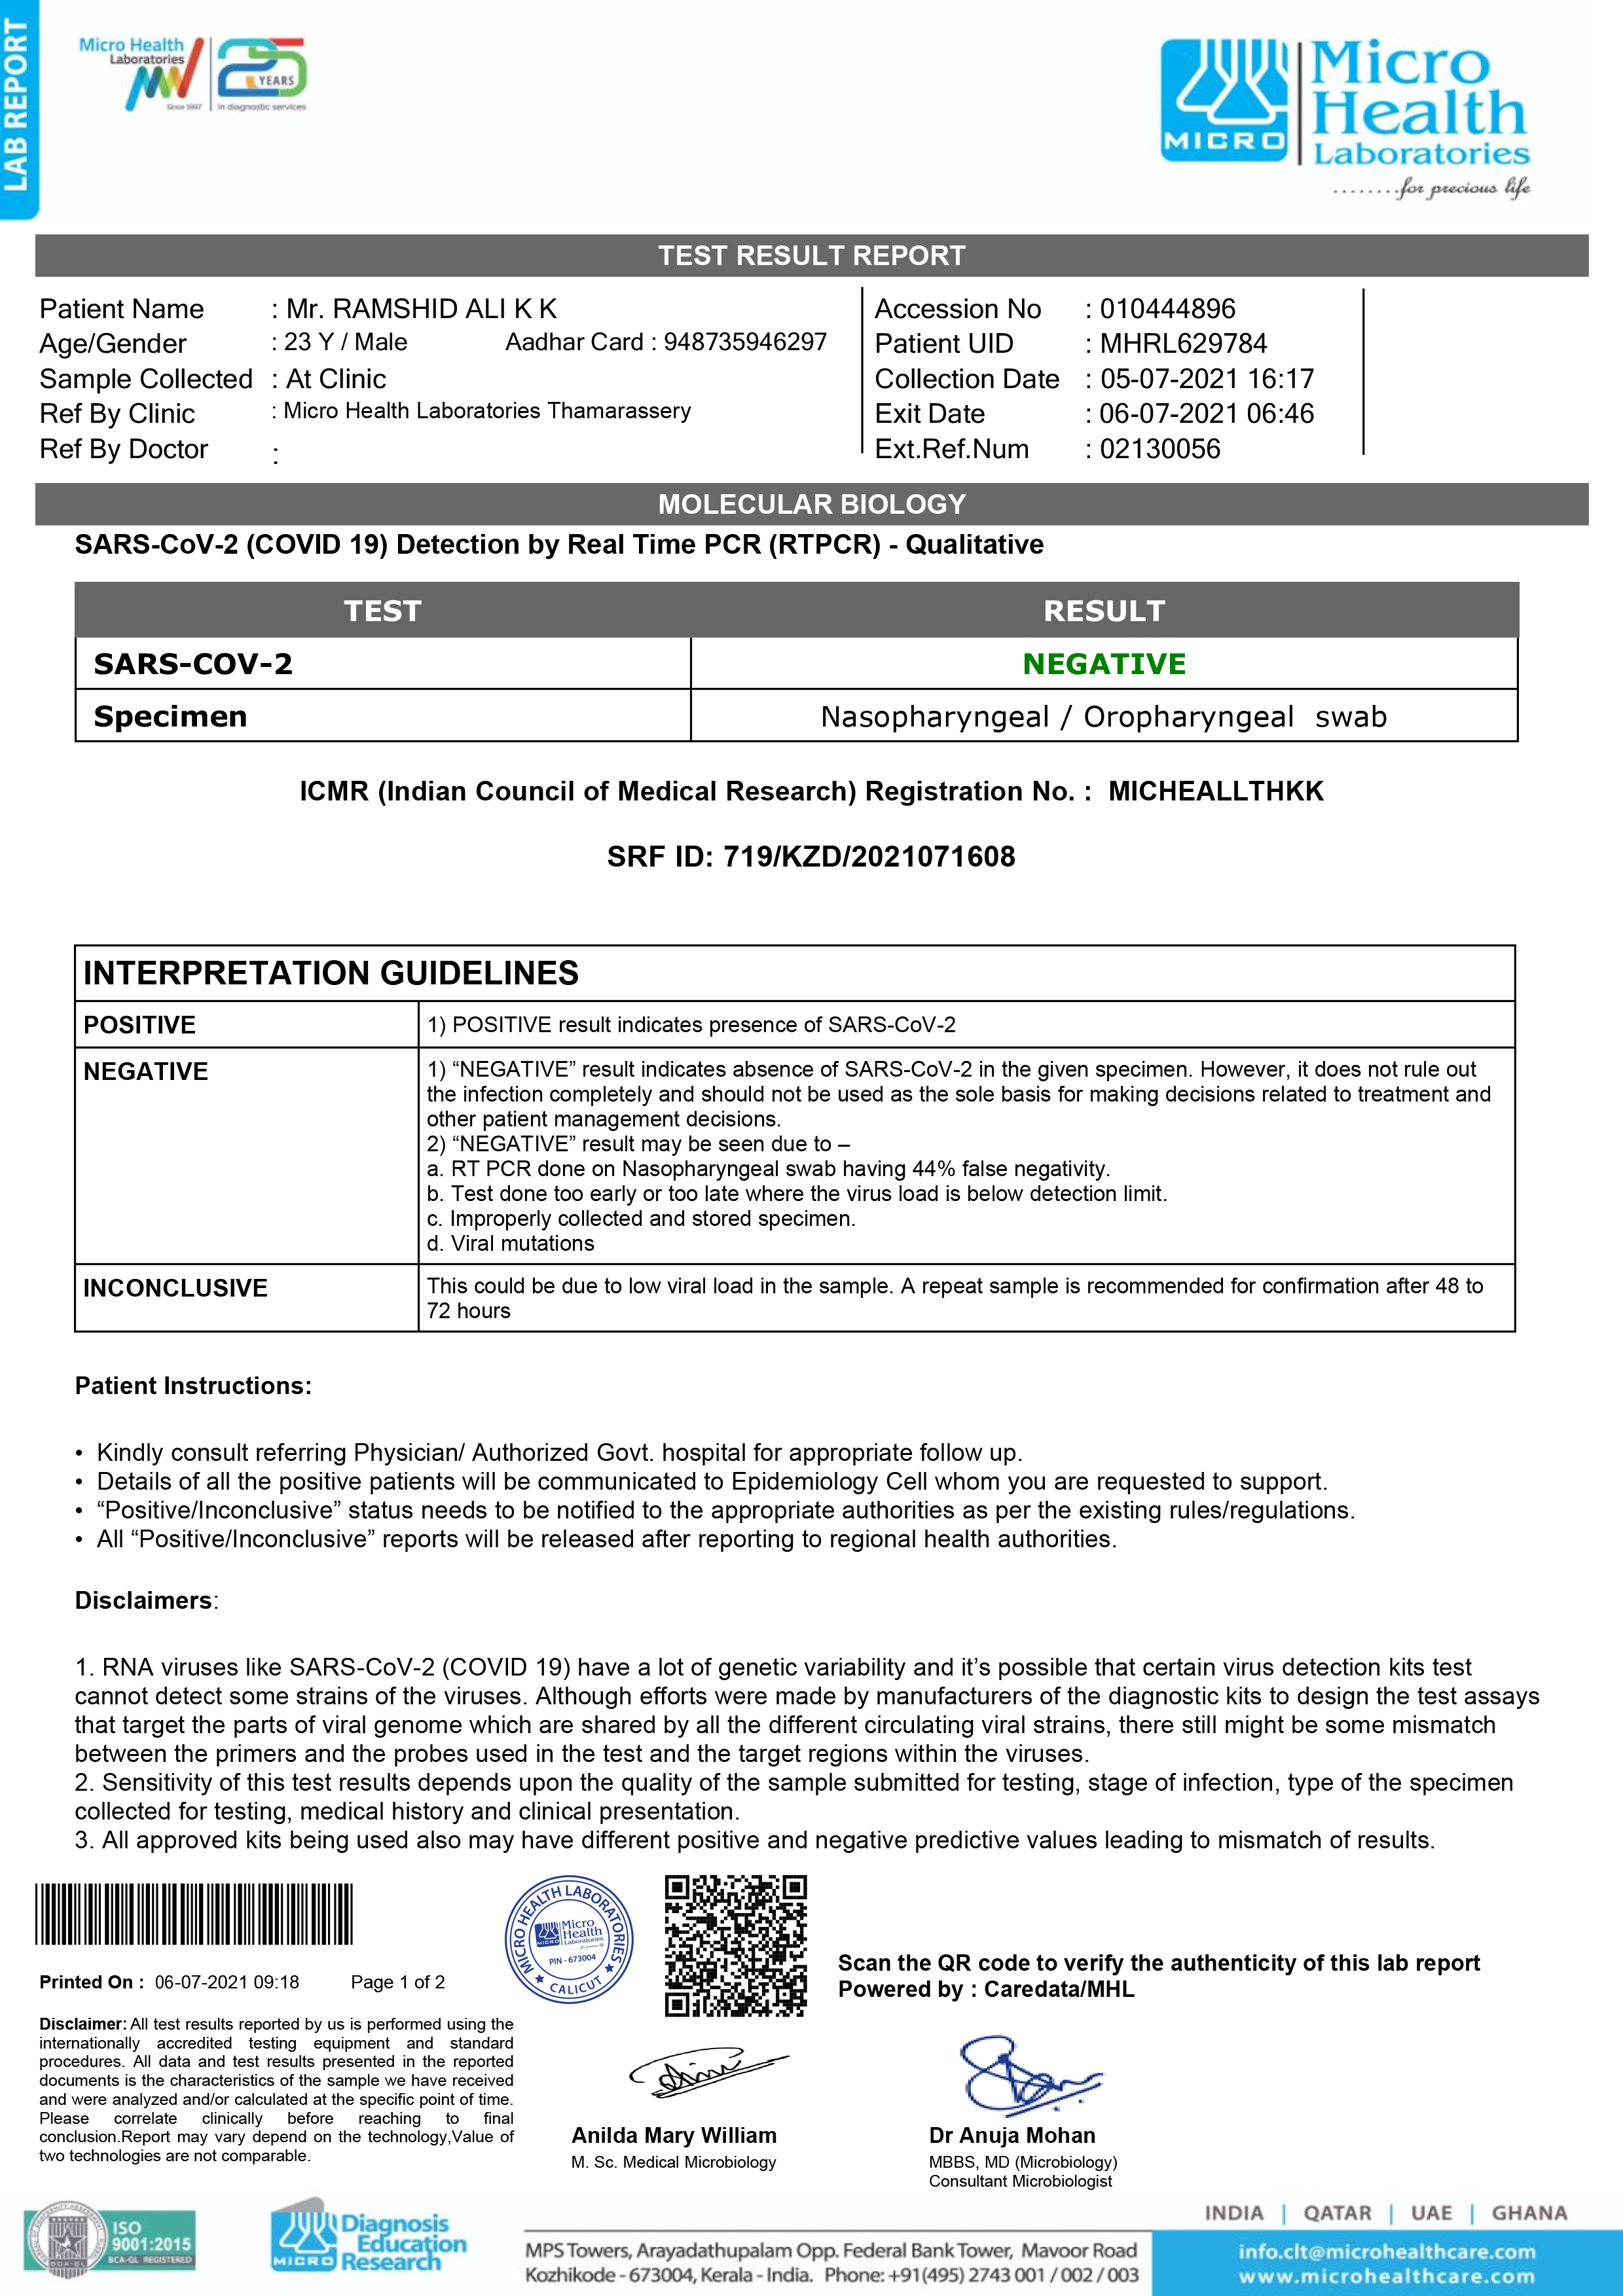 LAB REPORT
Micro Health
Laboratories
Since 1997
25 YEARS
in diagnostic services
MICRO
Micro
Health
Laboratories
........for precious life
TEST RESULT REPORT
Patient Name : Mr. RAMSHID ALI K K
Age/Gender : 23 Y / Male Aadhar Card : 948735946297
Sample Collected : At Clinic
Ref By Clinic : Micro Health Laboratories Thamarassery
Ref By Doctor :
Accession No : 010444896
Patient UID : MHRL629784
Collection Date : 05-07-2021 16:17
Exit Date : 06-07-2021 06:46
Ext.Ref.Num : 02130056
MOLECULAR BIOLOGY
SARS-CoV-2 (COVID 19) Detection by Real Time PCR (RTPCR) - Qualitative
TEST RESULT
SARS-COV-2 NEGATIVE
Specimen Nasopharyngeal / Oropharyngeal swab
ICMR (Indian Council of Medical Research) Registration No. : MICHEALLTHKK
SRF ID: 719/KZD/2021071608
INTERPRETATION GUIDELINES
POSITIVE 1) POSITIVE result indicates presence of SARS-CoV-2
NEGATIVE 1) “NEGATIVE” result indicates absence of SARS-CoV-2 in the given specimen. However, it does not rule out
the infection completely and should not be used as the sole basis for making decisions related to treatment and
other patient management decisions.
2) “NEGATIVE” result may be seen due to –
a. RT PCR done on Nasopharyngeal swab having 44% false negativity.
b. Test done too early or too late where the virus load is below detection limit.
c. Improperly collected and stored specimen.
d. Viral mutations
INCONCLUSIVE This could be due to low viral load in the sample. A repeat sample is recommended for confirmation after 48 to
72 hours
Patient Instructions:
• Kindly consult referring Physician/ Authorized Govt. hospital for appropriate follow up.
• Details of all the positive patients will be communicated to Epidemiology Cell whom you are requested to support.
• “Positive/Inconclusive” status needs to be notified to the appropriate authorities as per the existing rules/regulations.
• All “Positive/Inconclusive” reports will be released after reporting to regional health authorities.
Disclaimers:
1. RNA viruses like SARS-CoV-2 (COVID 19) have a lot of genetic variability and it’s possible that certain virus detection kits test
cannot detect some strains of the viruses. Although efforts were made by manufacturers of the diagnostic kits to design the test assays
that target the parts of viral genome which are shared by all the different circulating viral strains, there still might be some mismatch
between the primers and the probes used in the test and the target regions within the viruses.
2. Sensitivity of this test results depends upon the quality of the sample submitted for testing, stage of infection, type of the specimen
collected for testing, medical history and clinical presentation.
3. All approved kits being used also may have different positive and negative predictive values leading to mismatch of results.
MICRO HEALTH LABORATORIES
MICRO Micro
Health
Laboratories
PIN - 673004
★ CALICUT ★
Scan the QR code to verify the authenticity of this lab report
Powered by : Caredata/MHL
Printed On : 06-07-2021 09:18 Page 1 of 2
Disclaimer: All test results reported by us is performed using the
internationally accredited testing equipment and standard
procedures. All data and test results presented in the reported
documents is the characteristics of the sample we have received
and were analyzed and/or calculated at the specific point of time.
Please correlate clinically before reaching to final
conclusion.Report may vary depend on the technology,Value of
two technologies are not comparable.
Anilda Mary William
M. Sc. Medical Microbiology
Dr Anuja Mohan
MBBS, MD (Microbiology)
Consultant Microbiologist
ISO
9001:2015
BCA-GL REGISTERED
MICRO
Diagnosis
Education
Research
MPS Towers, Arayadathupalam Opp. Federal Bank Tower, Mavoor Road
Kozhikode - 673004, Kerala - India. Phone: +91(495) 2743 001 / 002 / 003
INDIA | QATAR | UAE | GHANA
info.clt@microhealthcare.com
www.microhealthcare.com